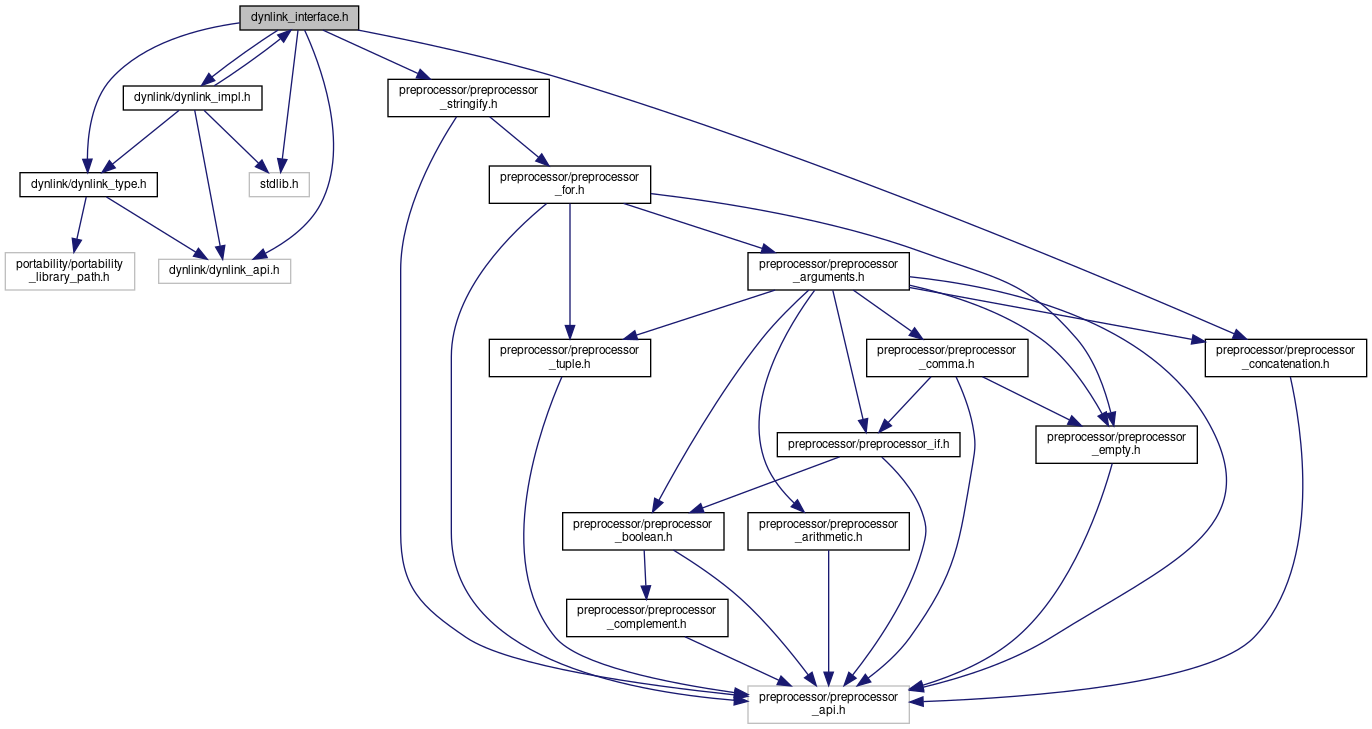 dynlink_interface.h
dynlink/dynlink_impl.h
preprocessor/preprocessor
_stringify.h
dynlink/dynlink_type.h
stdlib.h
preprocessor/preprocessor
_for.h
portability/portability
_library_path.h
dynlink/dynlink_api.h
preprocessor/preprocessor
_arguments.h
preprocessor/preprocessor
_tuple.h
preprocessor/preprocessor
_comma.h
preprocessor/preprocessor
_concatenation.h
preprocessor/preprocessor_if.h
preprocessor/preprocessor
_empty.h
preprocessor/preprocessor
_boolean.h
preprocessor/preprocessor
_arithmetic.h
preprocessor/preprocessor
_complement.h
preprocessor/preprocessor
_api.h